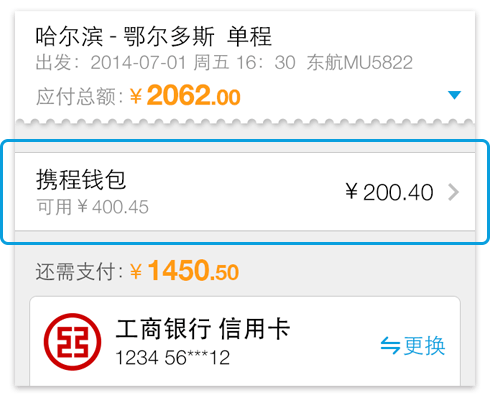 哈尔滨 - 鄂尔多斯 单程
出发：2014-07-01 周五 16：30 东航MU5822
应付总额：¥ 2062.00
携程钱包
¥ 200.40
可用 ¥ 400.45
还需支付：¥ 1450.50
工商银行 信用卡
1234 56***12
更换